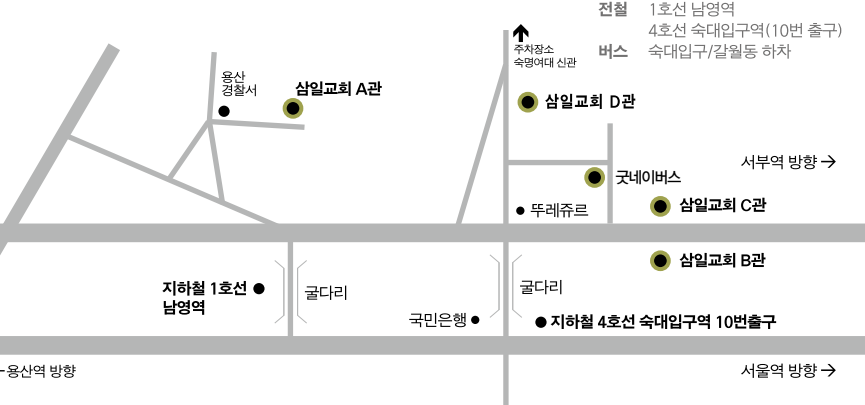 전철 1호선 남영역
4호선 숙대입구역(10번 출구)
버스 숙대입구/갈월동 하차
주차장소
숙명여대 신관
용산
경찰서
삼일교회 A관
삼일교회 D관
서부역 방향
굿네이버스
뚜레쥬르
삼일교회 C관
삼일교회 B관
지하철 1호선
남영역
굴다리
굴다리
국민은행
지하철 4호선 숙대입구역 10번출구
용산역 방향
서울역 방향